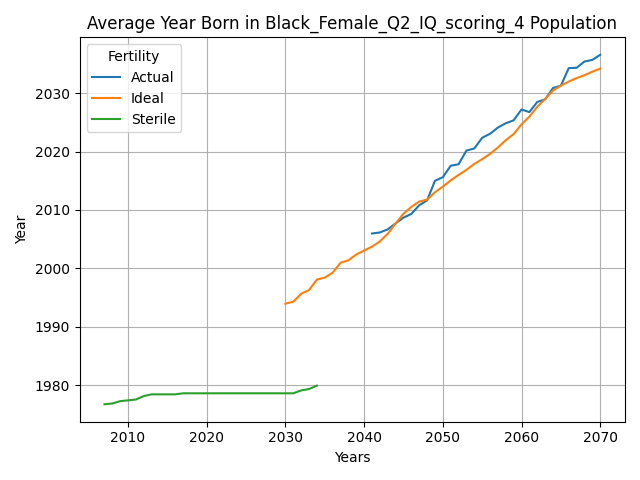 Average Year Born in Black_Female_Q2_IQ_scoring_4 Population
Fertility
Actual
Ideal
Sterile
Year
2030
2020
2010
2000
1990
1980
2010 2020 2030 2040 2050 2060 2070
Years